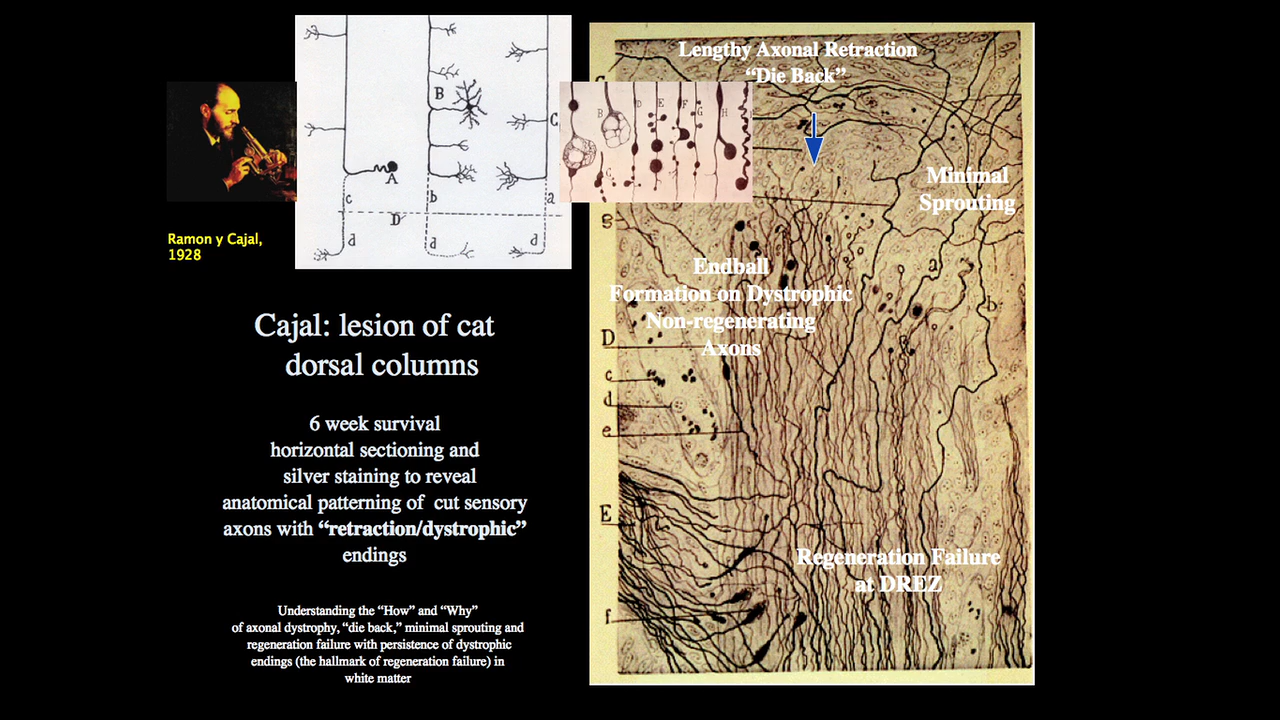 Ramon y Cajal,
1928
B
C
A
c
b
a
D
d
d
d
B
D
E
F
G
H
G
Cajal: lesion of cat
dorsal columns
6 week survival
horizontal sectioning and
silver staining to reveal
anatomical patterning of cut sensory
axons with “retraction/dystrophic”
endings
Understanding the “How” and “Why”
of axonal dystrophy, “die back,” minimal sprouting and
regeneration failure with persistence of dystrophic
endings (the hallmark of regeneration failure) in
white matter
Lengthy Axonal Retraction
“Die Back”
Minimal
Sprouting
g
a
Endball
Formation on Dystrophic
Non-regenerating
Axons
b
D
c
d
e
E
Regeneration Failure
at DREZ
f